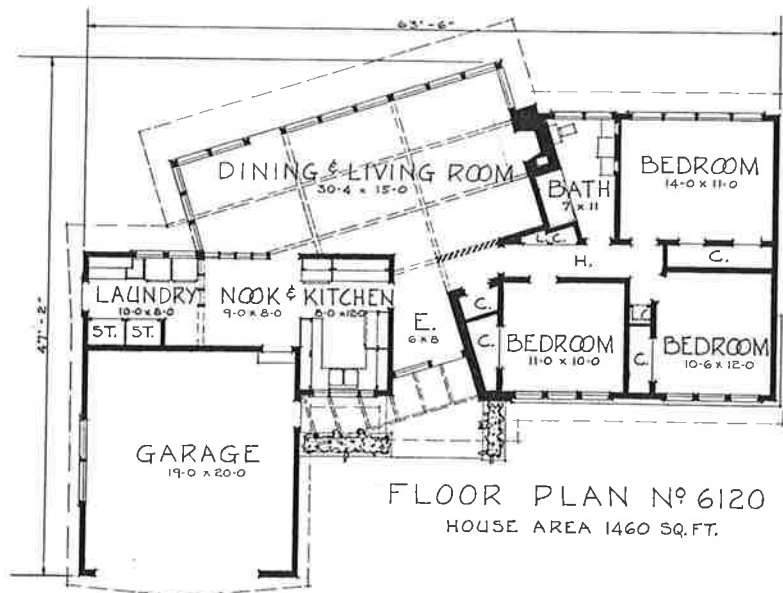 63'-6"
47'-2"
DINING & LIVING ROOM
30-4 x 15-0
BATH
7 x 11
BEDROOM
14-0 x 11-0
L.C.
H.
C.
LAUNDRY
10-0 x 8-0
NOOK &
9-0 x 8-0
KITCHEN
8-0 x 12-0
ST.
ST.
E.
6 x 8
C.
C.
BEDROOM
11-0 x 10-0
L.C.
C.
BEDROOM
10-6 x 12-0
GARAGE
19-0 x 20-0
FLOOR PLAN Nº 6120
HOUSE AREA 1460 SQ. FT.